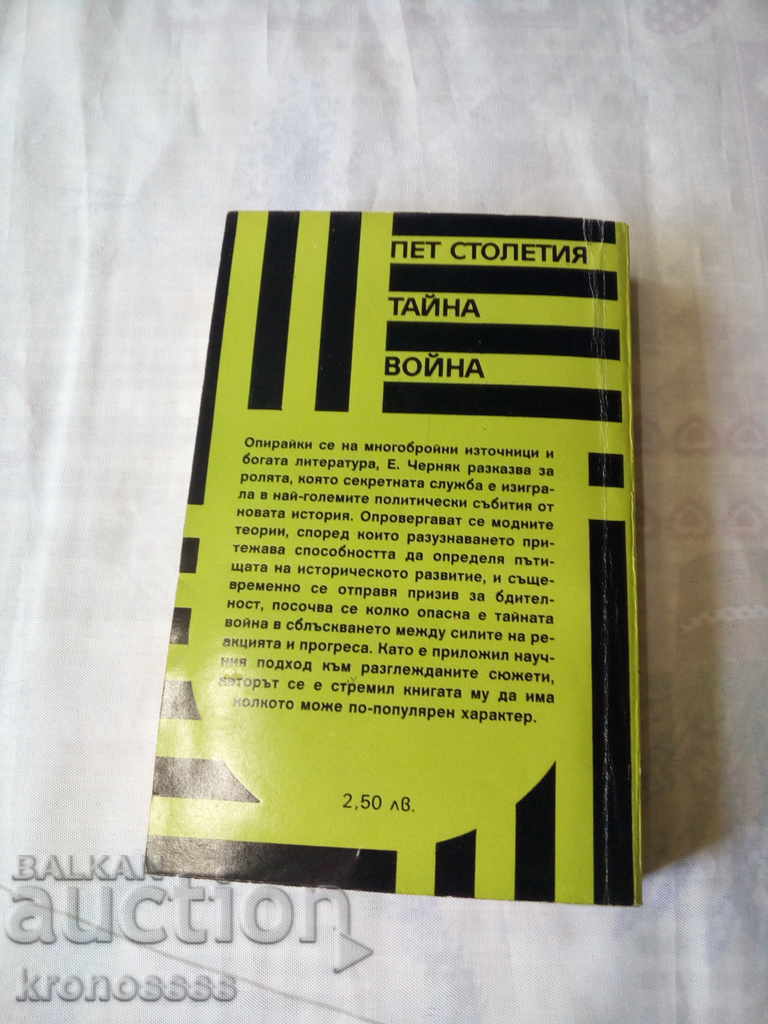 ПЕТ СТОЛЕТИЯ
ТАЙНА
ВОЙНА
Опирайки се на многобройни източници и
богата литература, Е. Черняк разказва за
ролята, която секретната служба е изигра-
ла в най-големите политически събития от
новата история. Опровергават се модните
теории, според които разузнаването при-
тежава способността да определя пъти-
щата на историческото развитие, и същe-
временно се отправя призив за бдител-
ност, посочва се колко опасна е тайната
война в сблъскването между силите на ре-
акцията и прогреса. Като е приложил науч-
ния подход към разглежданите сюжети,
авторът се е стремил книгата му да има
колкото може по-популярен характер.
2,50 лв.
BALKAN
auction
kronossss